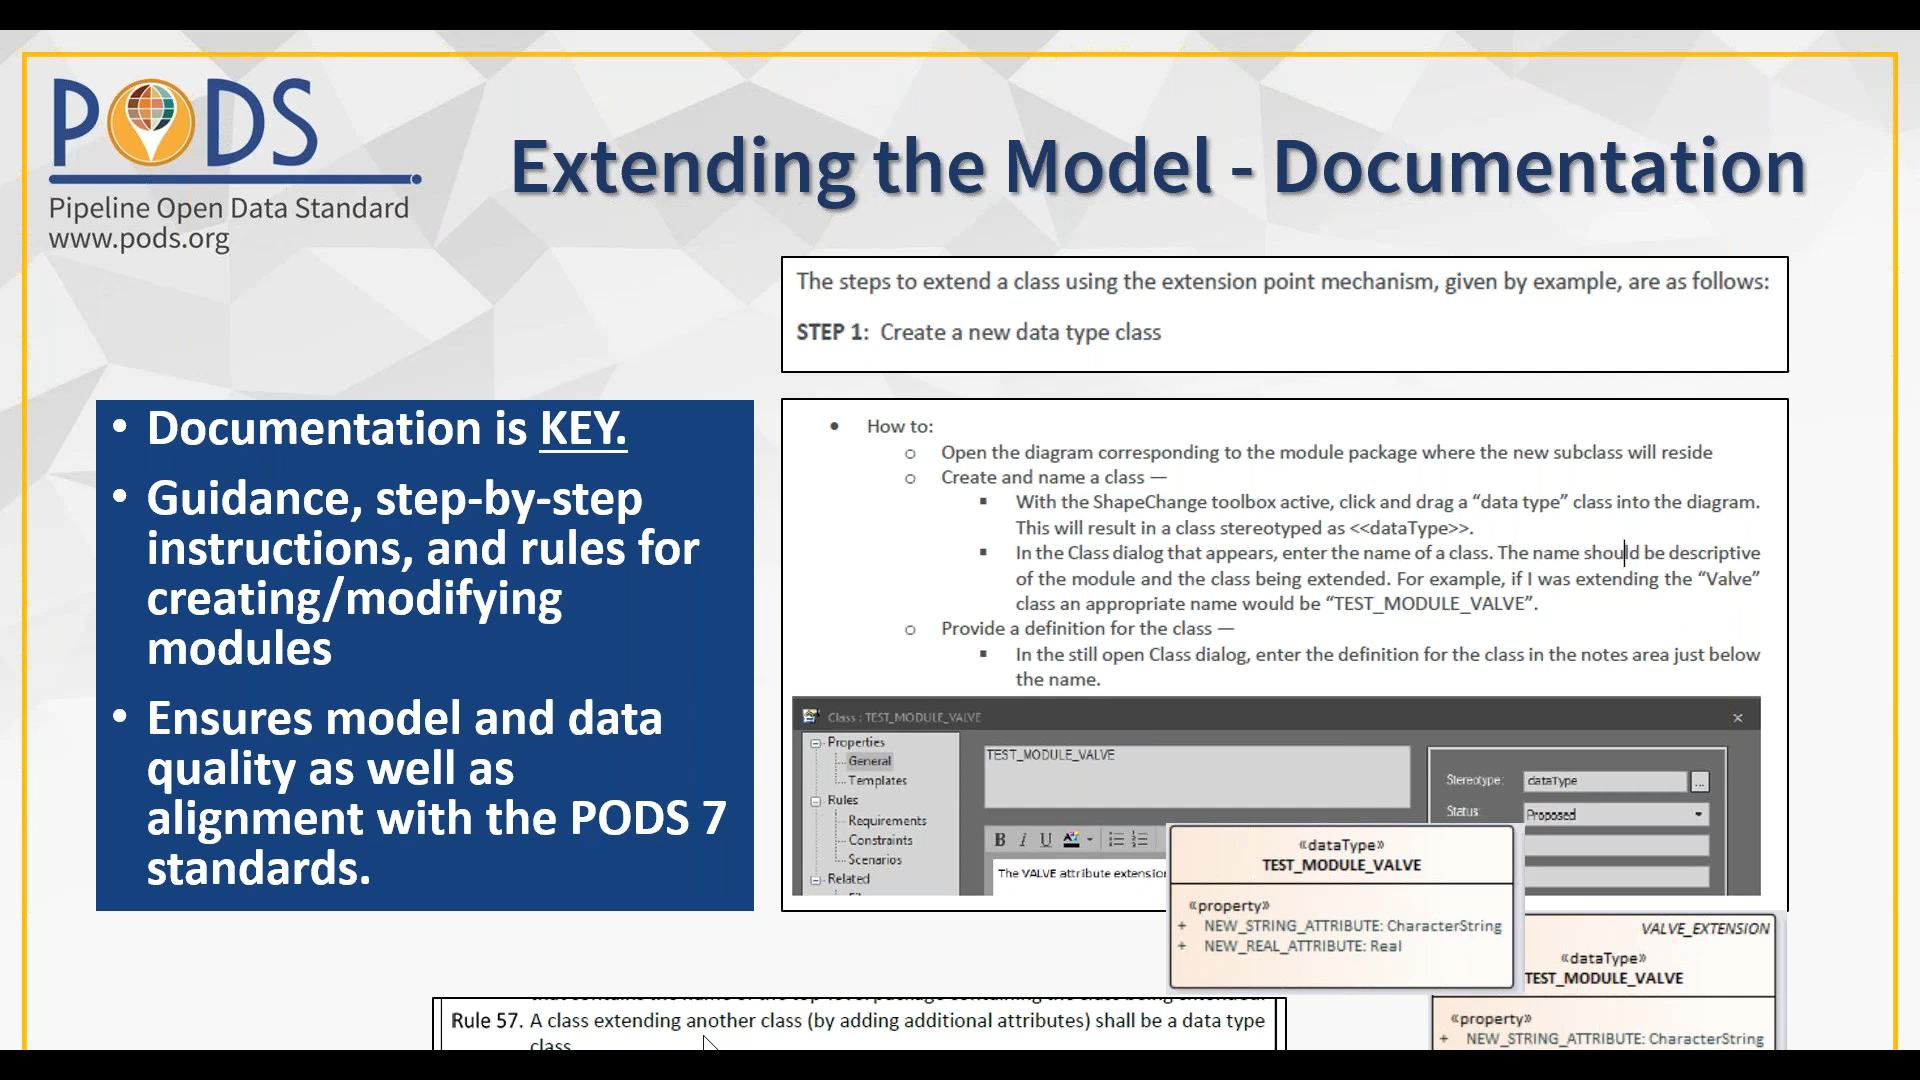 PODS
Pipeline Open Data Standard
www.pods.org
Extending the Model - Documentation
The steps to extend a class using the extension point mechanism, given by example, are as follows:
STEP 1: Create a new data type class
• Documentation is KEY.
• Guidance, step-by-step
instructions, and rules for
creating/modifying
modules
• Ensures model and data
quality as well as
alignment with the PODS 7
standards.
• How to:
o Open the diagram corresponding to the module package where the new subclass will reside
o Create and name a class —
▪ With the ShapeChange toolbox active, click and drag a “data type” class into the diagram.
This will result in a class stereotyped as <<dataType>>.
▪ In the Class dialog that appears, enter the name of a class. The name should be descriptive
of the module and the class being extended. For example, if I was extending the “Valve”
class an appropriate name would be “TEST_MODULE_VALVE”.
o Provide a definition for the class —
▪ In the still open Class dialog, enter the definition for the class in the notes area just below
the name.
Class : TEST_MODULE_VALVE
Properties
General
Templates
Rules
Requirements
Constraints
Scenarios
Related
TEST_MODULE_VALVE
B I U
The VALVE attribute extension
Stereotype: dataType ...
Status: Proposed
«dataType»
TEST_MODULE_VALVE
«property»
+ NEW_STRING_ATTRIBUTE: CharacterString
+ NEW_REAL_ATTRIBUTE: Real
VALVE_EXTENSION
«dataType»
TEST_MODULE_VALVE
«property»
+ NEW_STRING_ATTRIBUTE: CharacterString
Rule 57. A class extending another class (by adding additional attributes) shall be a data type
class